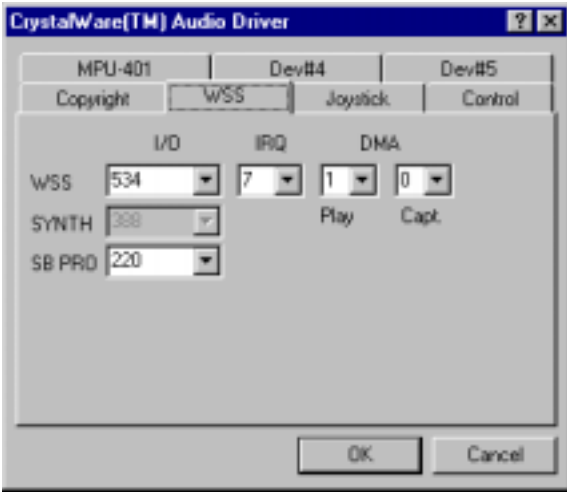 CrystalWare(TM) Audio Driver
MPU-401 Dev#4 Dev#5
Copyright WSS Joystick Control
I/O IRQ DMA
WSS 534 7 1 0
Play Capt.
SYNTH 388
SB PRO 220
OK Cancel